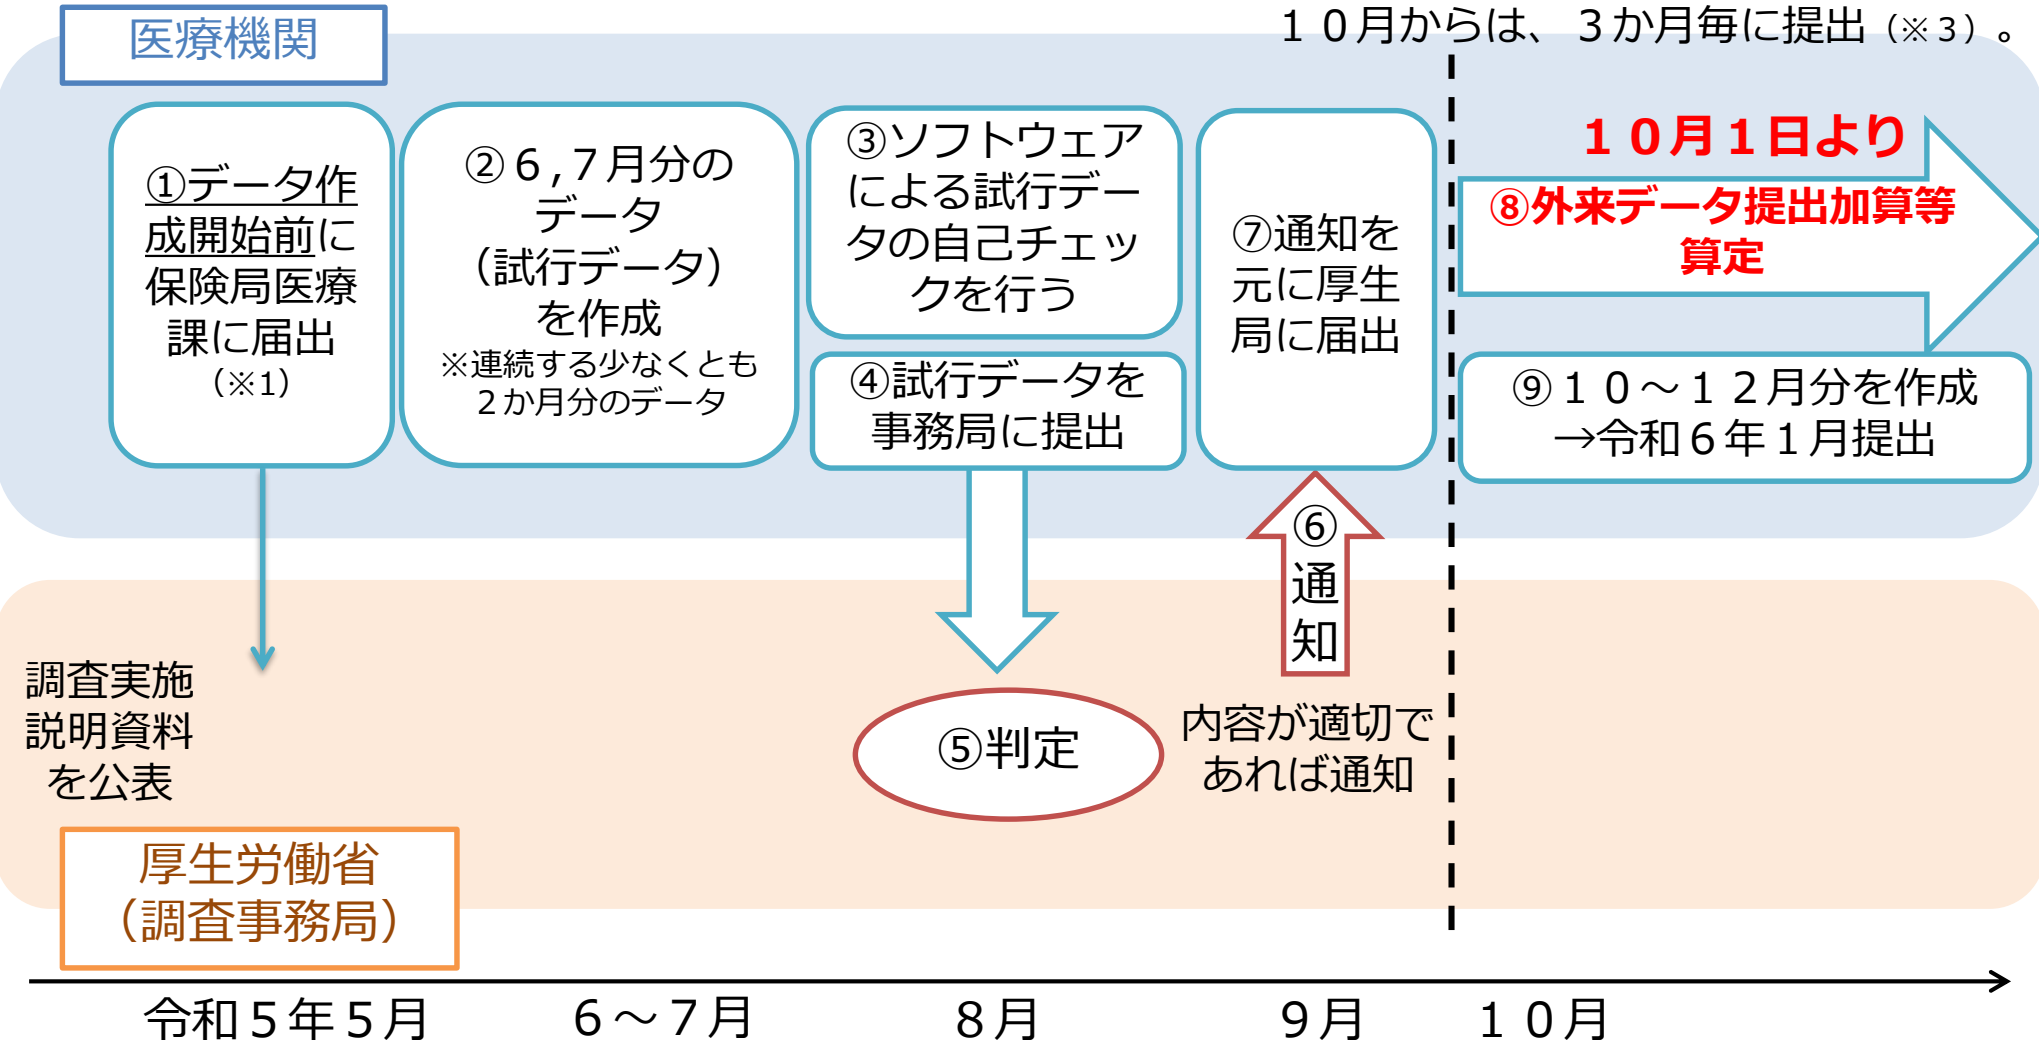 医療機関
１０月からは、３か月毎に提出（※３）。
①データ作
成開始前に
保険局医療
課に届出
（※1）
②６,７月分の
データ
（試行データ）
を作成
※連続する少なくとも
２か月分のデータ
③ソフトウェア
による試行デー
タの自己チェッ
クを行う
④試行データを
事務局に提出
⑦通知を
元に厚生
局に届出
１０月１日より
⑧外来データ提出加算等
算定
⑨１０～１２月分を作成
→令和６年１月提出
⑥
通
知
調査実施
説明資料
を公表
⑤判定
内容が適切で
あれば通知
厚生労働省
（調査事務局）
令和５年５月
６～７月
８月
９月
１０月